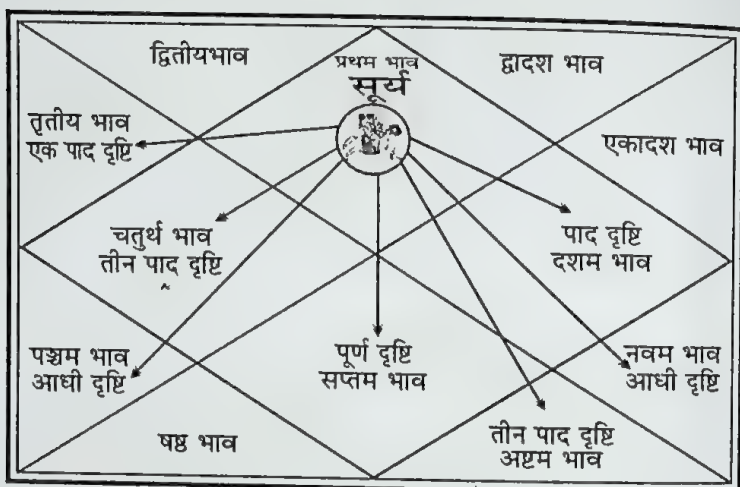 द्वितीयभाव
प्रथम भाव
सूर्य
द्वादश भाव
तृतीय भाव
एक पाद दृष्टि
एकादश भाव
चतुर्थ भाव
तीन पाद दृष्टि
पाद दृष्टि
दशम भाव
पञ्चम भाव
आधी दृष्टि
पूर्ण दृष्टि
सप्तम भाव
नवम भाव
आधी दृष्टि
षष्ठ भाव
तीन पाद दृष्टि
अष्टम भाव